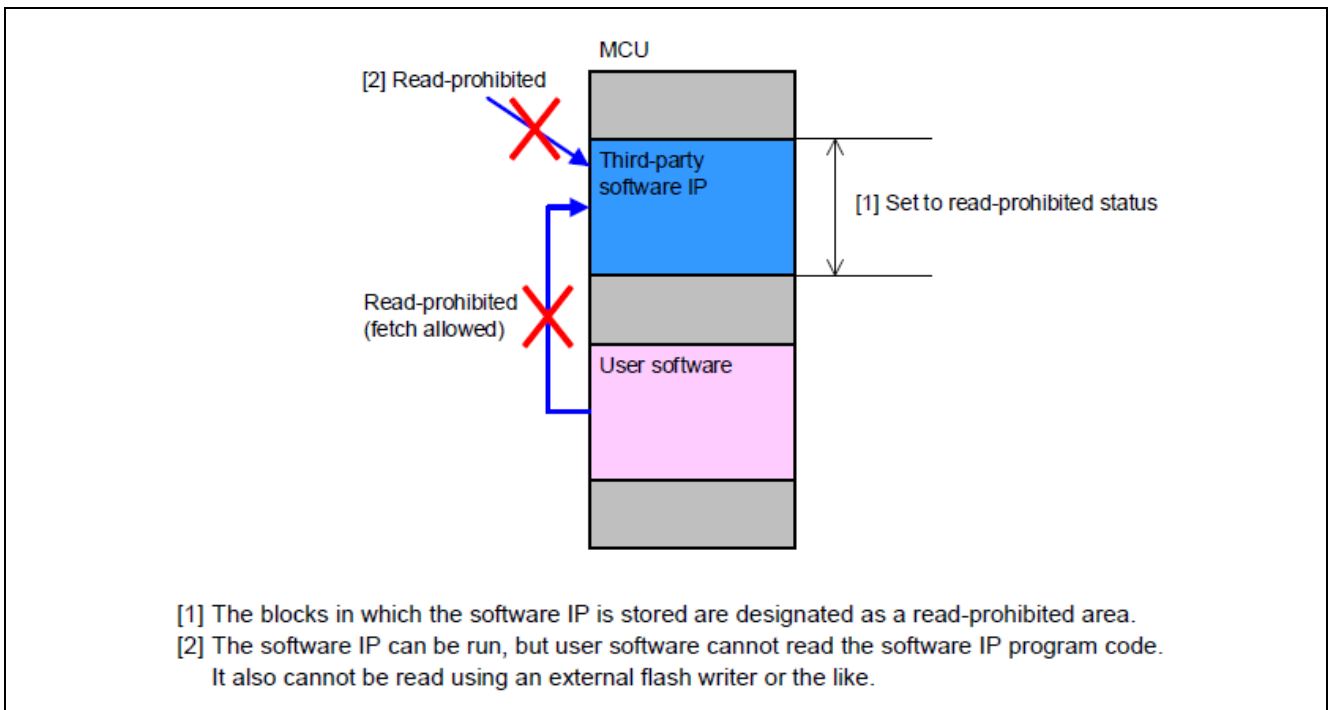 MCU
[2] Read-prohibited
Third-party
software IP
[1] Set to read-prohibited status
Read-prohibited
(fetch allowed)
User software
[1] The blocks in which the software IP is stored are designated as a read-prohibited area.
[2] The software IP can be run, but user software cannot read the software IP program code.
It also cannot be read using an external flash writer or the like.